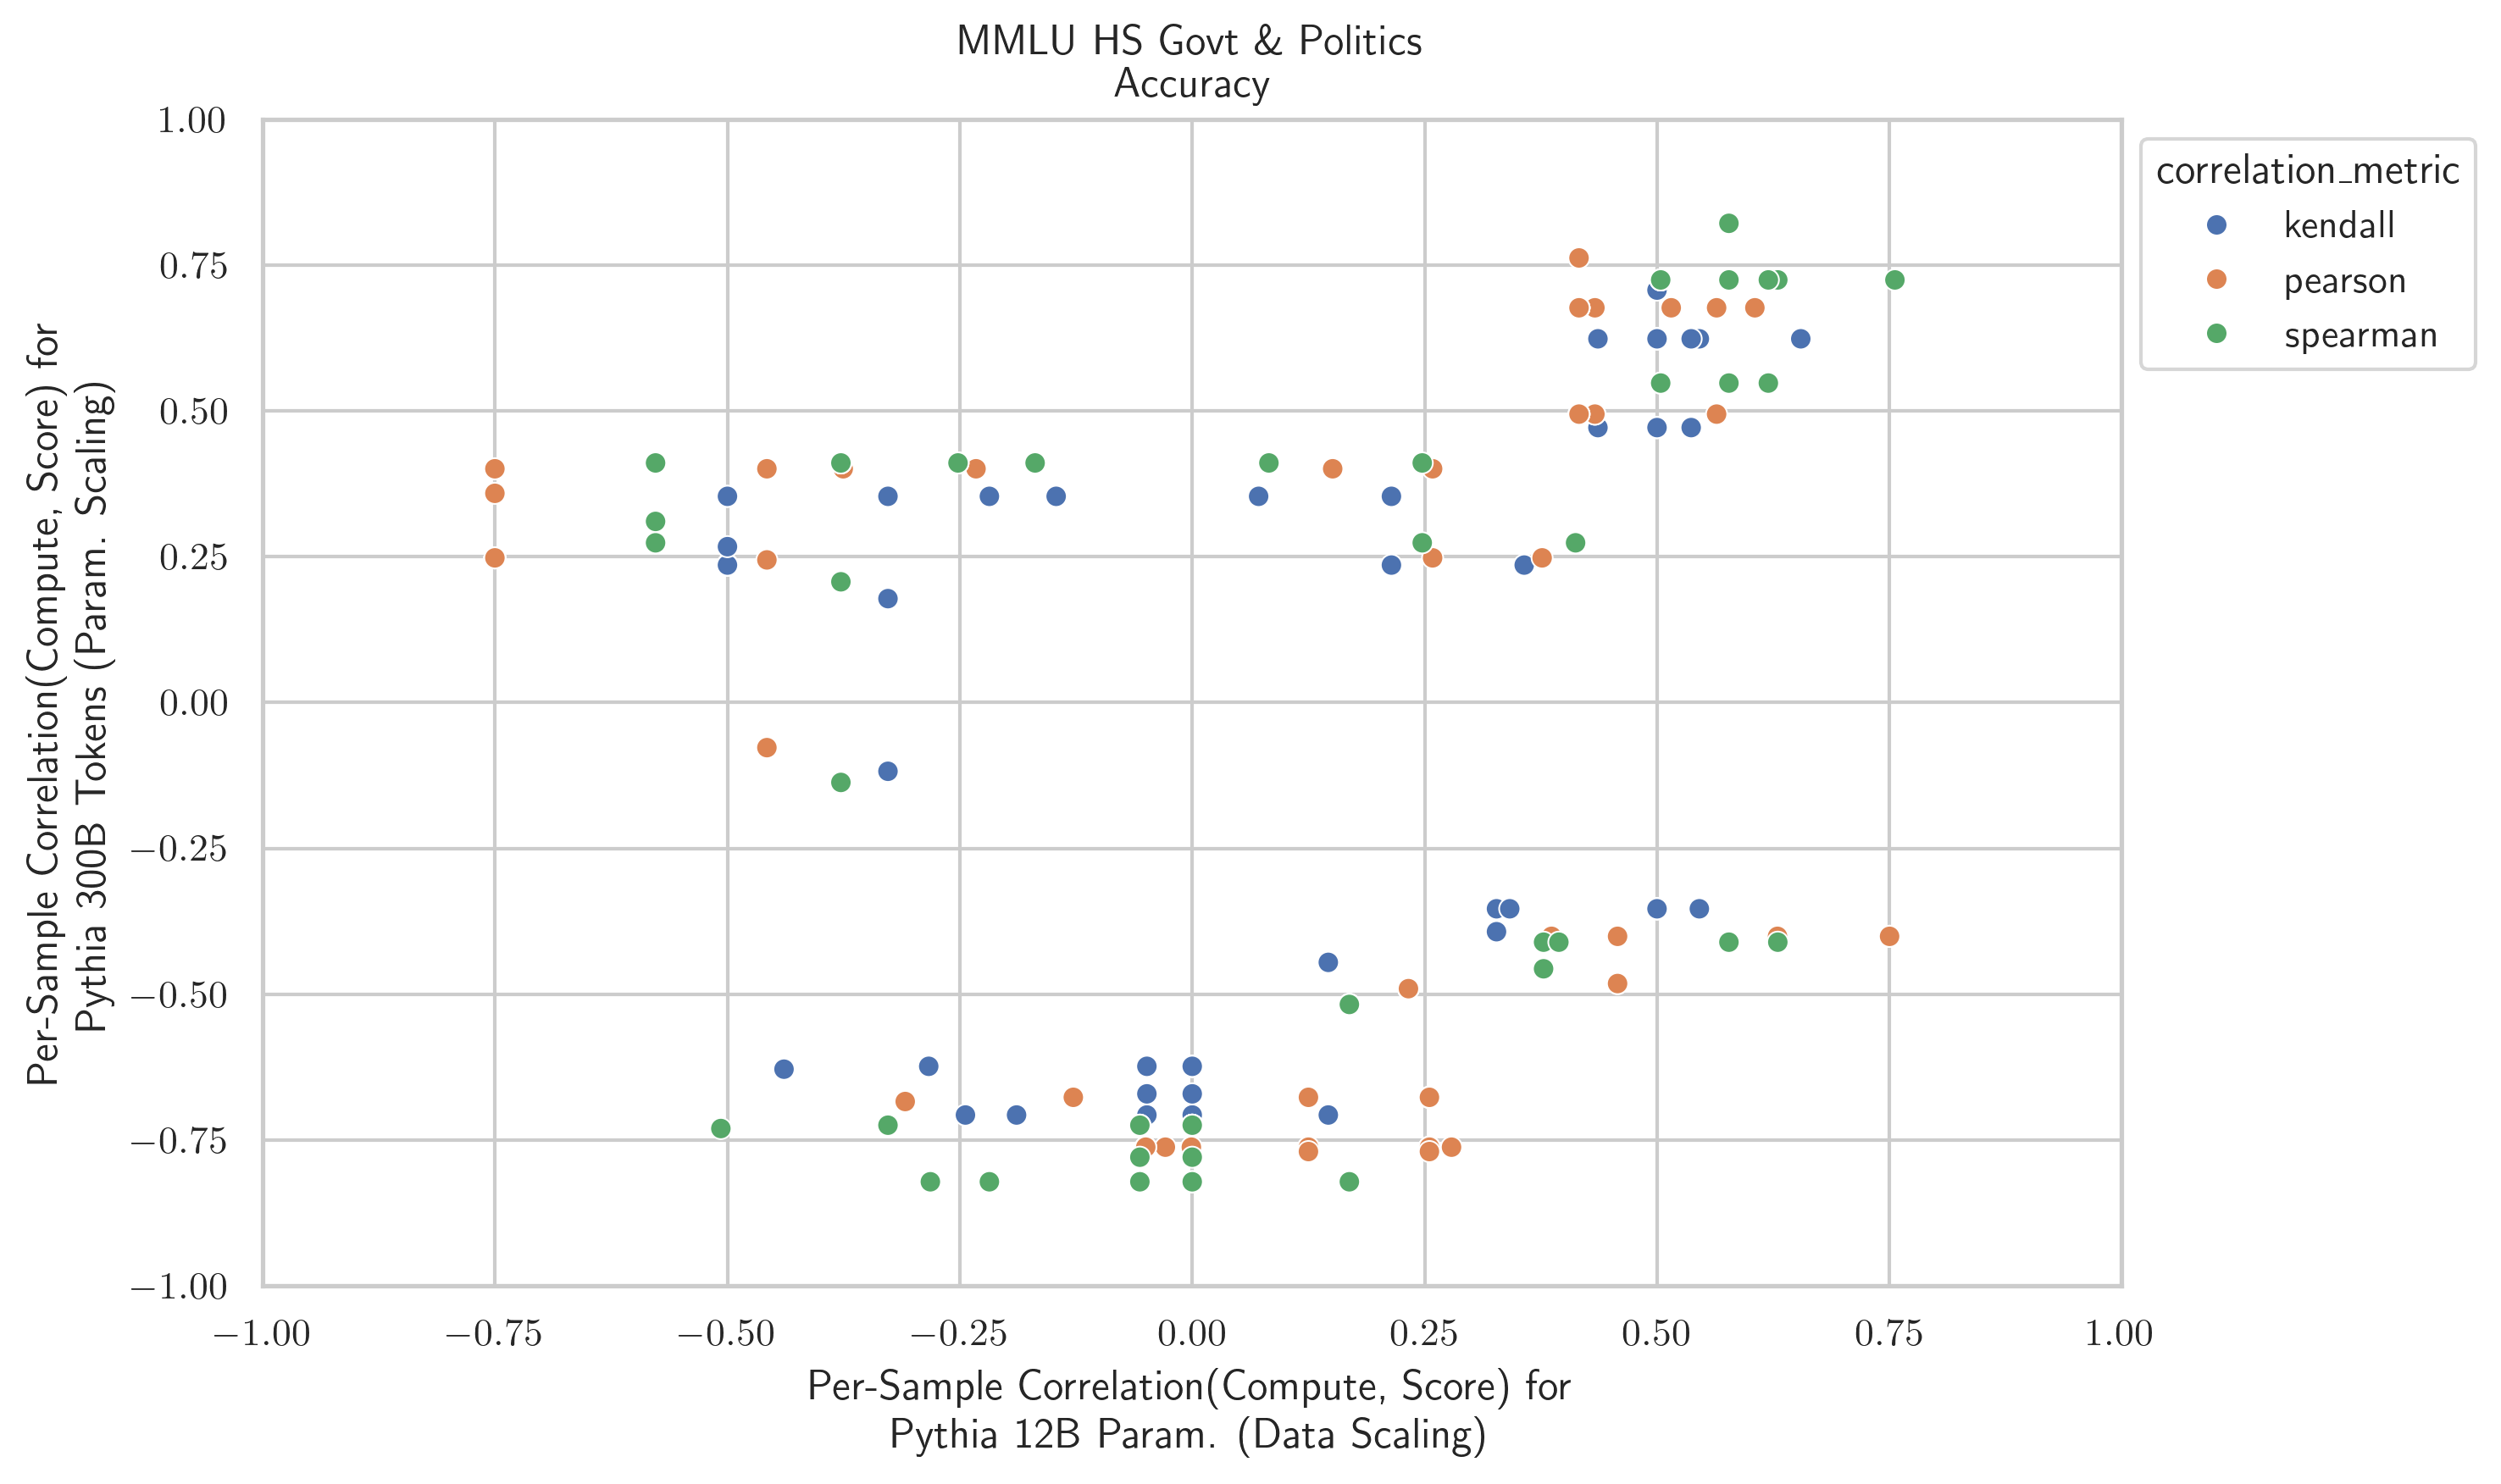 MMLU HS Govt & Politics
Accuracy
Per-Sample Correlation(Compute, Score) for
Pythia 300B Tokens (Param. Scaling)
1.00
0.75
0.50
0.25
0.00
−0.25
−0.50
−0.75
−1.00
−1.00 −0.75 −0.50 −0.25 0.00 0.25 0.50 0.75 1.00
Per-Sample Correlation(Compute, Score) for
Pythia 12B Param. (Data Scaling)
correlation_metric
kendall
pearson
spearman